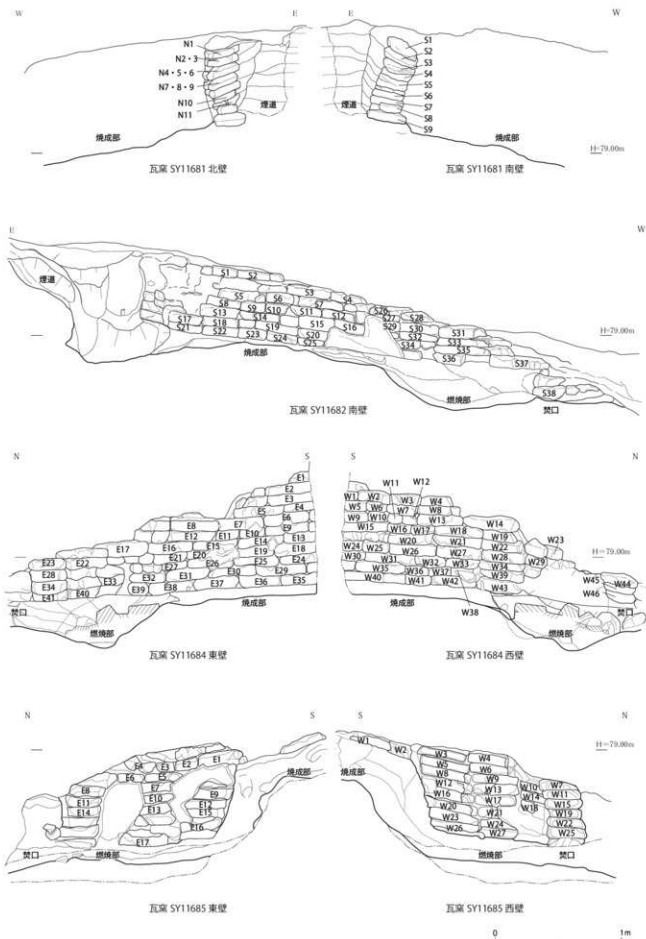 W E E W
N1
N2・3
N4・5・6
N7・8・9
N10
N11
煙道
焼成部
瓦窯 SY11681 北壁
S1
S2
S3
S4
S5
S6
S7
S8
S9
煙道
焼成部
H=79.00m
瓦窯 SY11681 南壁
E W
煙道
S1 S2
S3
S4
S5 S6
S7
S8 S9 S10 S11 S12
S13 S14 S15 S16
S17 S18 S19 S20
S21 S22 S23 S24 S25
S26
S27 S28
S29 S30 S31
S32 S33
S34 S35
S36 S37
S38
焼成部
燃焼部
焚口
H=79.00m
瓦窯 SY11682 南壁
N S
E1
E2
E3
E4
E5 E6
E7
E8 E9
E10
E11
E12 E13
E14
E15
E16
E17 E18
E19
E20
E21
E22
E23 E24
E25
E26
E27
E28 E29
E30
E31
E32
E33
E34 E35
E36
E37
E38
E39
E40
E41
焚口
燃焼部
焼成部
瓦窯 SY11684 東壁
S N
W11 W12
W1 W2 W3 W4
W5 W6 W7 W8
W9 W10 W13 W14
W15 W16 W17 W18 W19
W20 W21 W22 W23
W24 W25 W26 W27 W28 W29
W30 W31 W32 W33 W34
W35 W36 W37 W39
W40 W41 W42 W43
W38
W44
W45
W46
焼成部
燃焼部
焚口
H=79.00m
瓦窯 SY11684 西壁
N S
E1
E2
E3
E4
E5
E6
E7
E8
E9
E10
E11
E12
E13
E14
E15
E16
E17
焚口
燃焼部
焼成部
瓦窯 SY11685 東壁
S N
W1
W2
W3 W4
W5 W6
W7
W8 W9
W10
W11
W12 W13
W14
W15
W16 W17
W18
W19
W20 W21
W22
W23 W24
W25
W26 W27
焼成部
燃焼部
焚口
H=79.00m
瓦窯 SY11685 西壁
0 1m